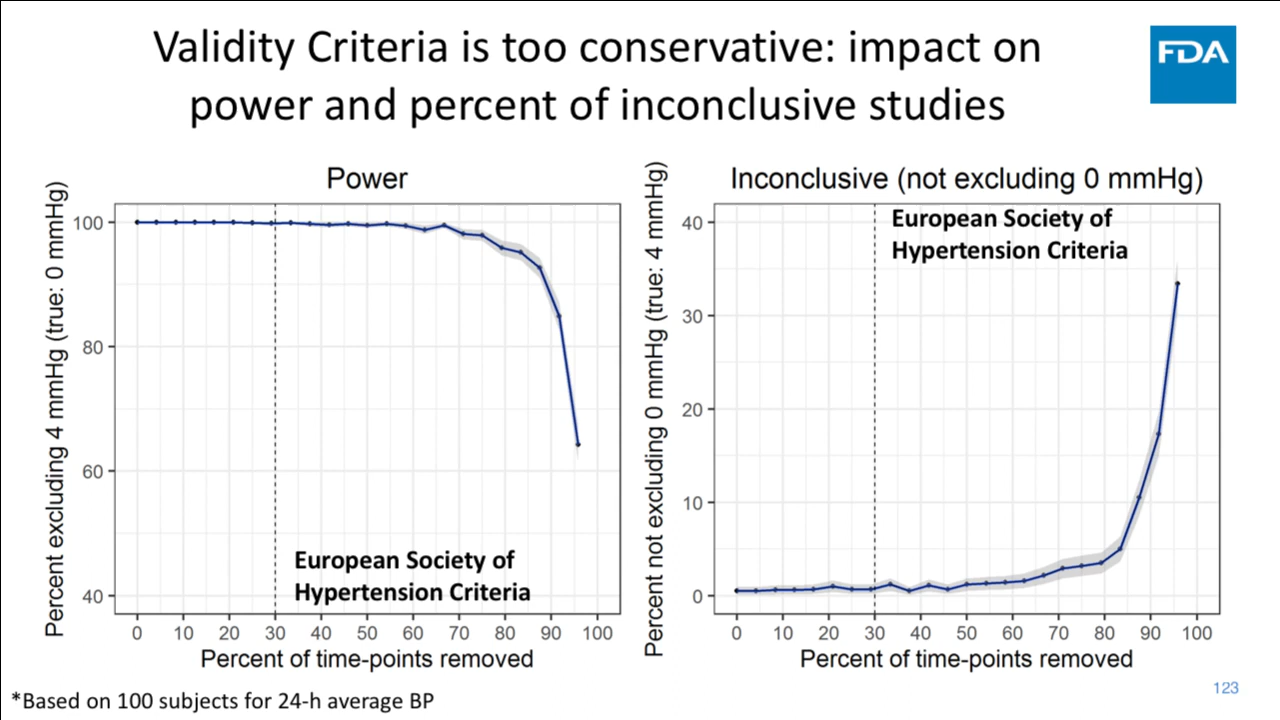 Validity Criteria is too conservative: impact on
power and percent of inconclusive studies
FDA
Power
Percent excluding 4 mmHg (true: 0 mmHg)
100
80
60
40
European Society of
Hypertension Criteria
0 10 20 30 40 50 60 70 80 90 100
Percent of time-points removed
Inconclusive (not excluding 0 mmHg)
Percent not excluding 0 mmHg (true: 4 mmHg)
European Society of
Hypertension Criteria
40
30
20
10
0
0 10 20 30 40 50 60 70 80 90 100
Percent of time-points removed
*Based on 100 subjects for 24-h average BP
123